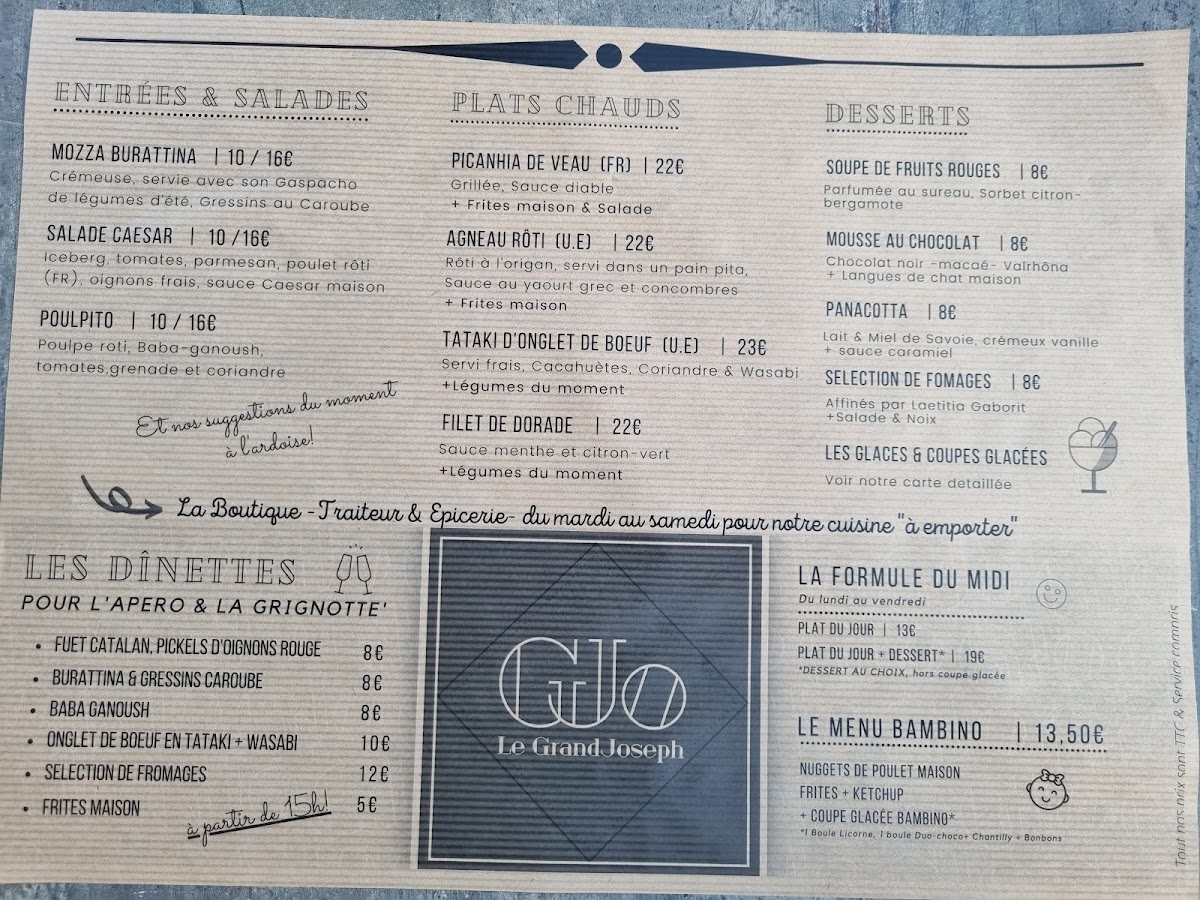 ENTRÉES & SALADES
MOZZA BURATTINA | 10 / 16€
Crémeuse, servie avec son Gaspacho
de légumes d'été, Gressins au Caroube
SALADE CAESAR | 10 /16€
Iceberg, tomates, parmesan, poulet rôti
(FR), oignons frais, sauce Caesar maison
POULPITO | 10 / 16€
Poulpe roti, Baba-ganoush,
tomates,grenade et coriandre
Et nos suggestions du moment
à l'ardoise!
PLATS CHAUDS
PICANHIA DE VEAU (FR) | 22€
Grillée, Sauce diable
+ Frites maison & Salade
AGNEAU RÔTI (U.E) | 22€
Rôti à l'origan, servi dans un pain pita,
Sauce au yaourt grec et concombres
+ Frites maison
TATAKI D'ONGLET DE BOEUF (U.E) | 23€
Servi frais, Cacahuètes, Coriandre & Wasabi
+Légumes du moment
FILET DE DORADE | 22€
Sauce menthe et citron-vert
+Légumes du moment
DESSERTS
SOUPE DE FRUITS ROUGES | 8€
Parfumée au sureau, Sorbet citron-
bergamote
MOUSSE AU CHOCOLAT | 8€
Chocolat noir -macaé- Valrhôna
+ Langues de chat maison
PANACOTTA | 8€
Lait & Miel de Savoie, crémeux vanille
+ sauce caramiel
SELECTION DE FOMAGES | 8€
Affinés par Laetitia Gaborit
+Salade & Noix
LES GLACES & COUPES GLACÉES
Voir notre carte detaillée
La Boutique -Traiteur & Epicerie- du mardi au samedi pour notre cuisine "à emporter"
LES DÎNETTES
POUR L'APERO & LA GRIGNOTTE'
• FUET CATALAN, PICKELS D'OIGNONS ROUGE 8€
• BURATTINA & GRESSINS CAROUBE 8€
• BABA GANOUSH 8€
• ONGLET DE BOEUF EN TATAKI + WASABI 10€
• SELECTION DE FROMAGES 12€
• FRITES MAISON 5€
à partir de 15h!
GJo
Le Grand Joseph
LA FORMULE DU MIDI
Du lundi au vendredi
PLAT DU JOUR | 13€
PLAT DU JOUR + DESSERT* | 19€
*DESSERT AU CHOIX, hors coupe glacée
LE MENU BAMBINO | 13,50€
NUGGETS DE POULET MAISON
FRITES + KETCHUP
+ COUPE GLACÉE BAMBINO*
*1 Boule Licorne, 1 boule Duo-choco+ Chantilly + Bonbons
Tout nos prix sont TTC & Service compris